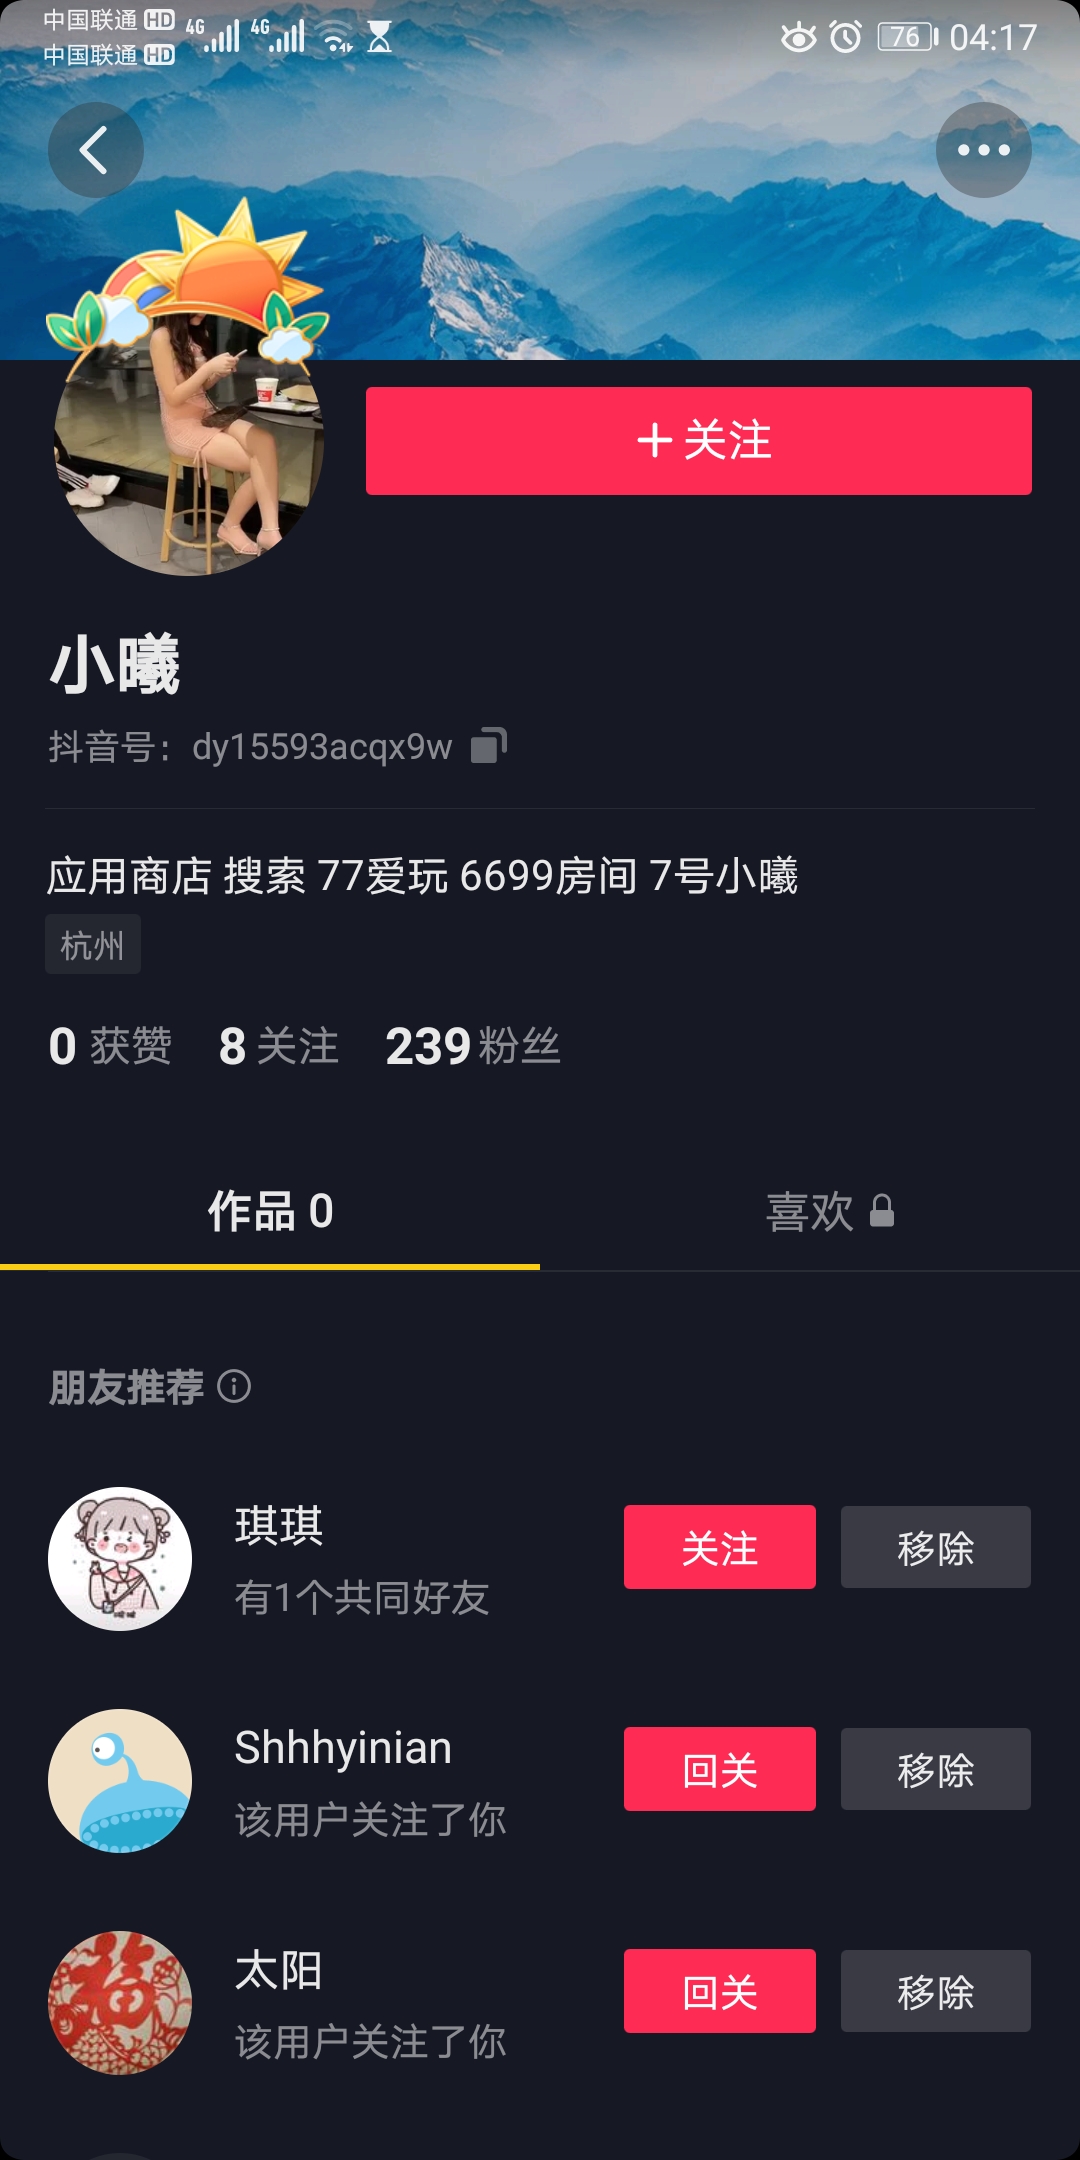 中国联通 HD 4G 4G
中国联通 HD
76 04:17
+关注
小曦
抖音号：dy15593acqx9w
应用商店 搜索 77爱玩 6699房间 7号小曦
杭州
0 获赞 8 关注 239 粉丝
作品 0 喜欢
朋友推荐
琪琪
有1个共同好友
关注 移除
Shhhyinian
该用户关注了你
回关 移除
太阳
该用户关注了你
回关 移除